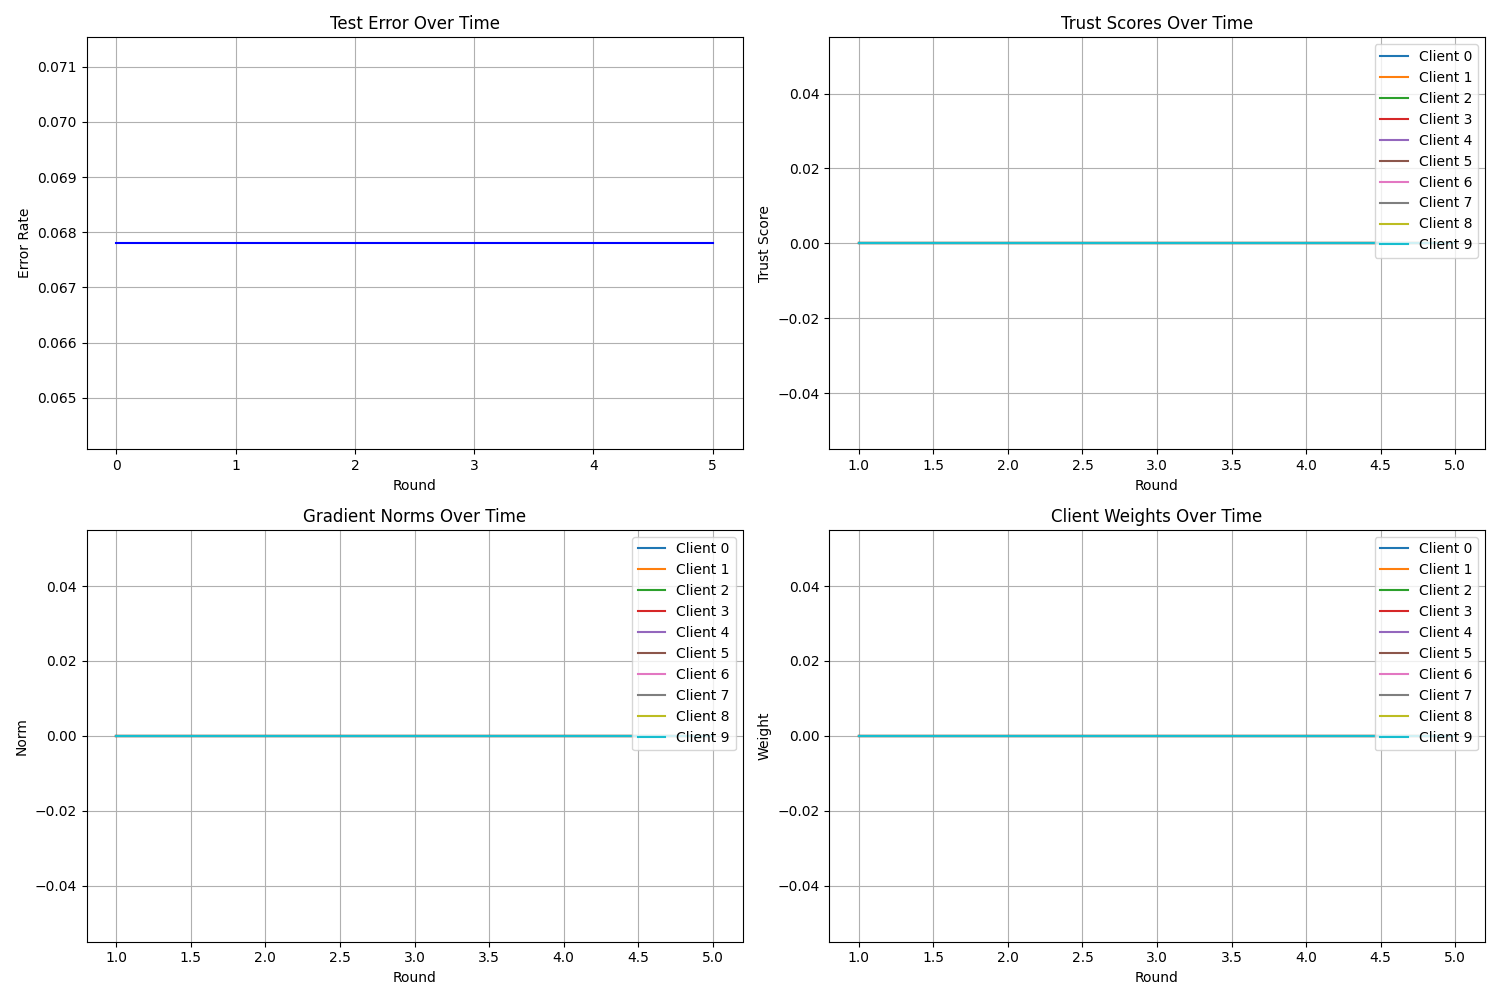 Test Error Over Time
0.071
0.070
0.069
0.068
0.067
0.066
0.065
Error Rate
0 1 2 3 4 5
Round
Trust Scores Over Time
0.04
0.02
0.00
−0.02
−0.04
Trust Score
Client 0
Client 1
Client 2
Client 3
Client 4
Client 5
Client 6
Client 7
Client 8
Client 9
1.0 1.5 2.0 2.5 3.0 3.5 4.0 4.5 5.0
Round
Gradient Norms Over Time
0.04
0.02
0.00
−0.02
−0.04
Norm
Client 0
Client 1
Client 2
Client 3
Client 4
Client 5
Client 6
Client 7
Client 8
Client 9
1.0 1.5 2.0 2.5 3.0 3.5 4.0 4.5 5.0
Round
Client Weights Over Time
0.04
0.02
0.00
−0.02
−0.04
Weight
Client 0
Client 1
Client 2
Client 3
Client 4
Client 5
Client 6
Client 7
Client 8
Client 9
1.0 1.5 2.0 2.5 3.0 3.5 4.0 4.5 5.0
Round